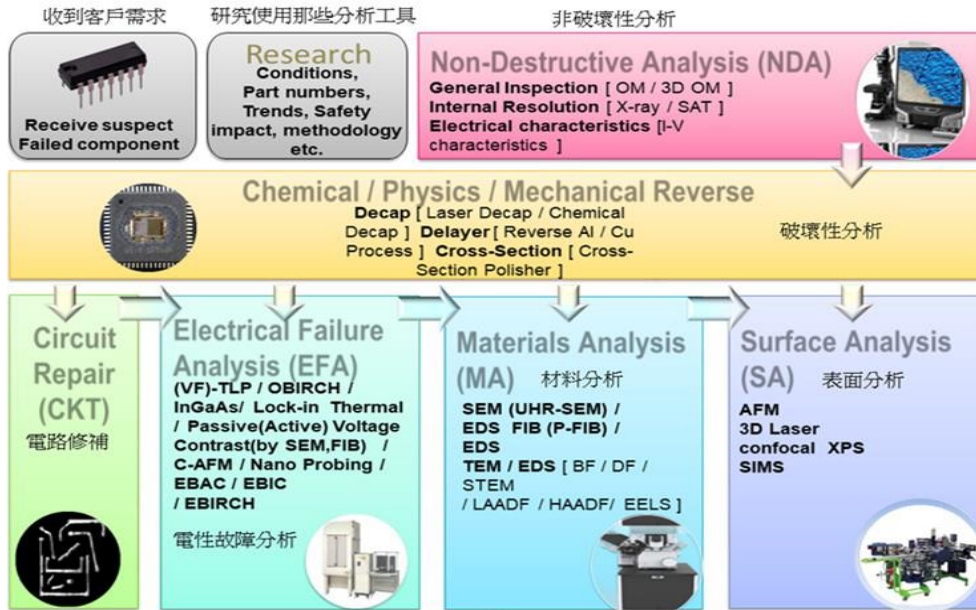 收到客戶需求
研究使用那些分析工具
非破壞性分析
Receive suspect
Failed component
Research
Conditions,
Part numbers,
Trends, Safety
impact, methodology
etc.
Non-Destructive Analysis (NDA)
General Inspection [ OM / 3D OM ]
Internal Resolution [ X-ray / SAT ]
Electrical characteristics [I-V
characteristics ]
Chemical / Physics / Mechanical Reverse
Decap [ Laser Decap / Chemical
Decap ] Delayer [ Reverse Al / Cu
Process ] Cross-Section [ Cross-
Section Polisher ]
破壞性分析
Circuit
Repair
(CKT)
電路修補
Electrical Failure
Analysis (EFA)
(VF)-TLP / OBIRCH /
InGaAs/ Lock-in Thermal
/ Passive(Active) Voltage
Contrast(by SEM,FIB) /
C-AFM / Nano Probing /
EBAC / EBIC
/ EBIRCH
電性故障分析
Materials Analysis
(MA) 材料分析
SEM (UHR-SEM) /
EDS FIB (P-FIB) /
EDS
TEM / EDS [ BF / DF /
STEM
/ LAADF / HAADF/ EELS ]
Surface Analysis
(SA) 表面分析
AFM
3D Laser
confocal XPS
SIMS